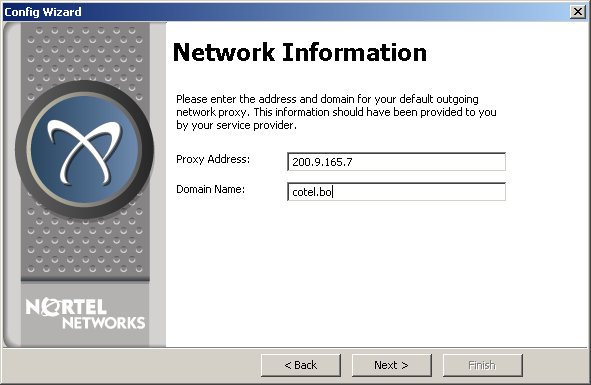 Config Wizard
Network Information
Please enter the address and domain for your default outgoing
network proxy. This information should have been provided to you
by your service provider.
Proxy Address: 200.9.165.7
Domain Name: cotel.bo
NORTEL
NETWORKS
< Back Next > Finish